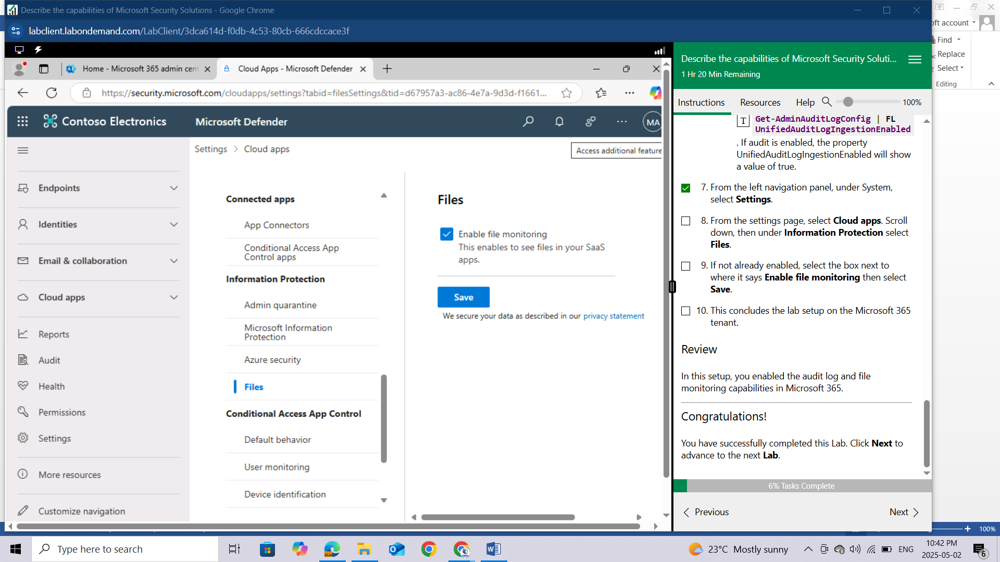 Describe the capabilities of Microsoft Security Solutions - Google Chrome
labclient.labondemand.com/LabClient/3dca614d-f0db-4c53-80cb-666cdccace3f
Home - Microsoft 365 admin cent
Cloud Apps - Microsoft Defender
https://security.microsoft.com/cloudapps/settings?tabid=filesSettings&tid=d67957a3-ac86-4e7a-9d3d-f1661...
Contoso Electronics
Microsoft Defender
MA
Endpoints
Identities
Email & collaboration
Cloud apps
Reports
Audit
Health
Permissions
Settings
More resources
Customize navigation
Settings > Cloud apps
Access additional feature
Connected apps
App Connectors
Conditional Access App
Control apps
Information Protection
Admin quarantine
Microsoft Information
Protection
Azure security
Files
Conditional Access App Control
Default behavior
User monitoring
Device identification
Files
Enable file monitoring
This enables to see files in your SaaS
apps.
Save
We secure your data as described in our privacy statement
Describe the capabilities of Microsoft Security Soluti...
1 Hr 20 Min Remaining
Instructions
Resources
Help
100%
T
Get-AdminAuditLogConfig | FL
UnifiedAuditLogIngestionEnabled
. If audit is enabled, the property
UnifiedAuditLogIngestionEnabled will show
a value of true.
7. From the left navigation panel, under System,
select Settings.
8. From the settings page, select Cloud apps. Scroll
down, then under Information Protection select
Files.
9. If not already enabled, select the box next to
where it says Enable file monitoring then select
Save.
10. This concludes the lab setup on the Microsoft 365
tenant.
Review
In this setup, you enabled the audit log and file
monitoring capabilities in Microsoft 365.
Congratulations!
You have successfully completed this Lab. Click Next to
advance to the next Lab.
6% Tasks Complete
Previous
Next
account
Find
Replace
Select
Editing
100%
Type here to search
23°C Mostly sunny
ENG
10:42 PM
2025-05-02
6